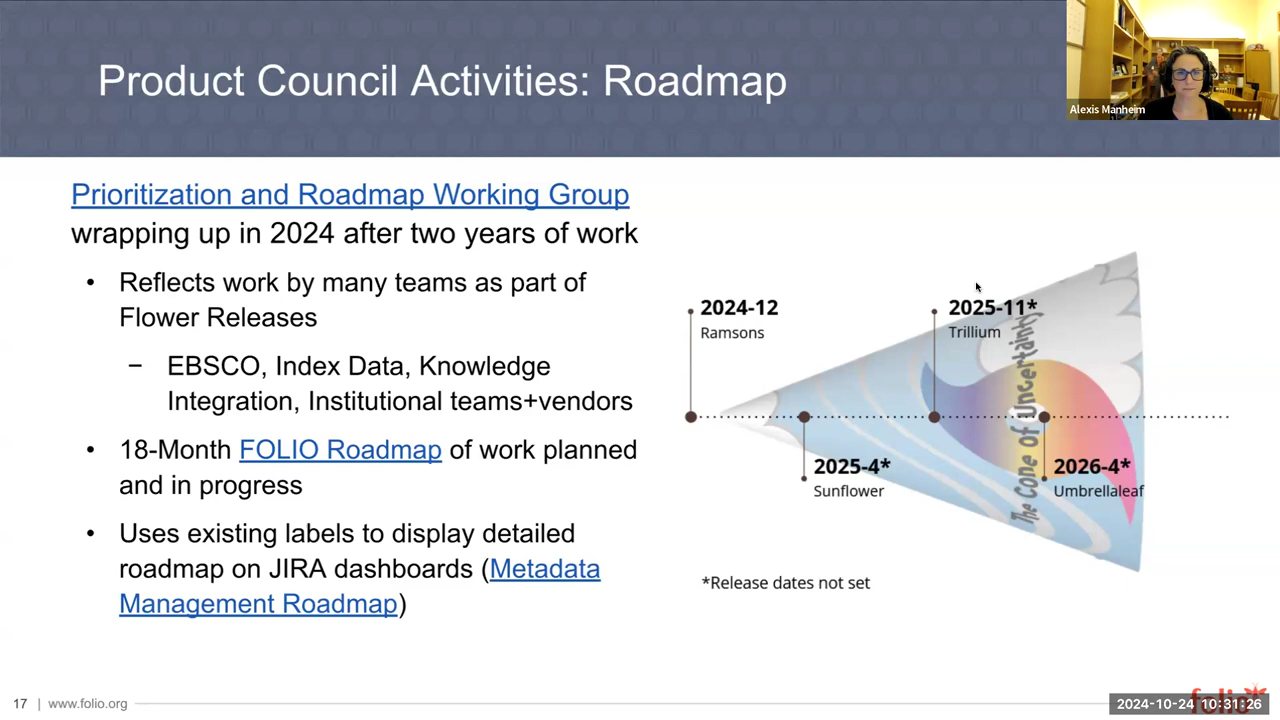 Product Council Activities: Roadmap
Alexis Manheim
Prioritization and Roadmap Working Group
wrapping up in 2024 after two years of work
• Reflects work by many teams as part of
Flower Releases
− EBSCO, Index Data, Knowledge
Integration, Institutional teams+vendors
• 18-Month FOLIO Roadmap of work planned
and in progress
• Uses existing labels to display detailed
roadmap on JIRA dashboards (Metadata
Management Roadmap)
2024-12
Ramsons
2025-11*
Trillium
The Cone of Uncertainty
2025-4*
Sunflower
2026-4*
Umbrellaleaf
*Release dates not set
17 | www.folio.org
folio
2024-10-24 10:31:26